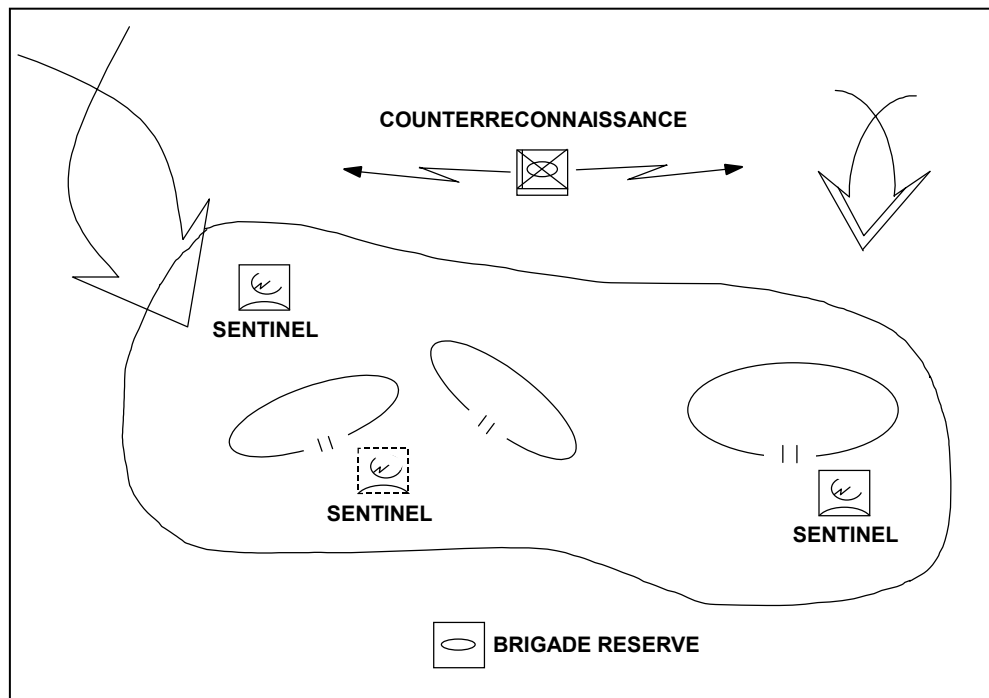 COUNTERRECONNAISSANCE
SENTINEL
SENTINEL
SENTINEL
BRIGADE RESERVE